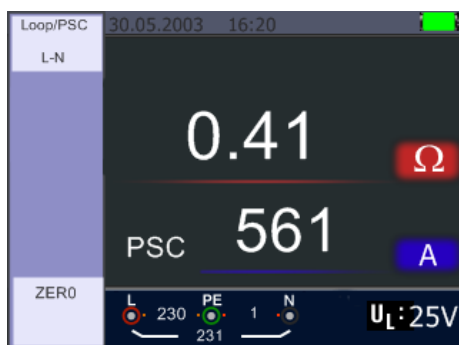 Loop/PSC 30.05.2003 16:20
L-N
0.41 Ω
PSC 561 A
ZER0
L 230 PE 1 N
231
UL:25V